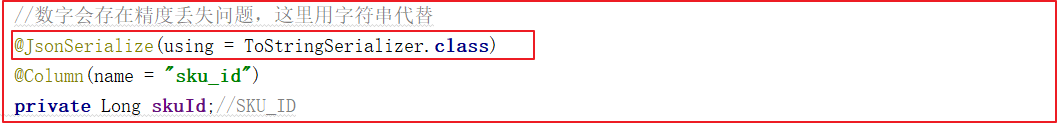 //数字会存在精度丢失问题，这里用字符串代替
@JsonSerialize(using = ToStringSerializer.class)
@Column(name = "sku_id")
private Long skuId;//SKU_ID